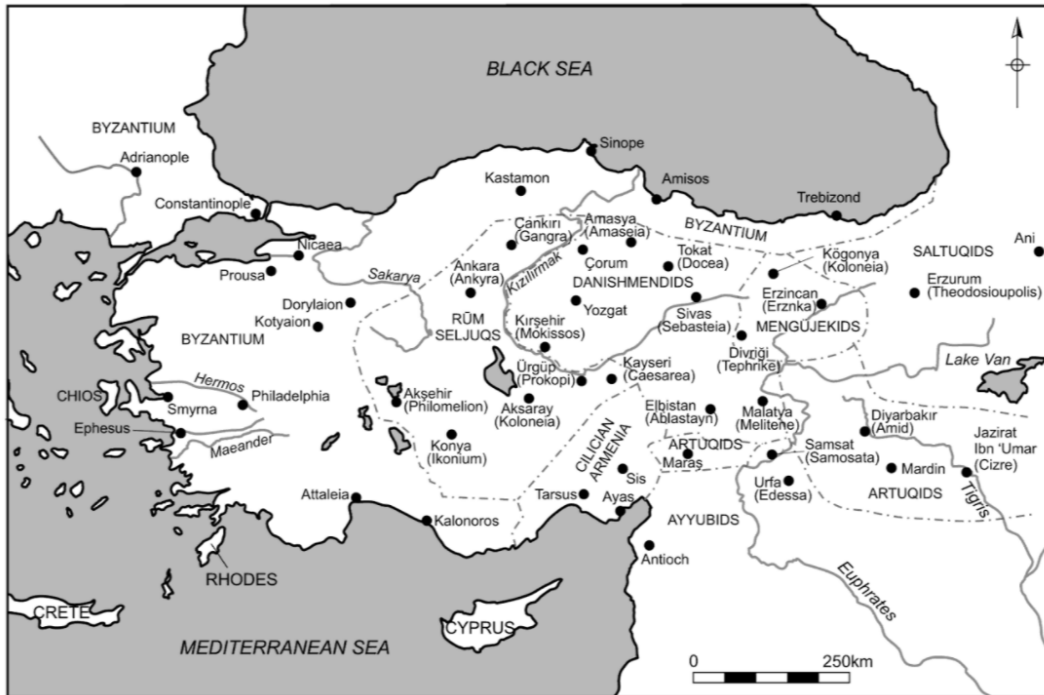 BLACK SEA
BYZANTIUM
Adrianople
Constantinople
Sinope
Kastamon
Amisos
Trebizond
BYZANTIUM
Nicaea
Prousa
Sakarya
Çankırı
(Gangra)
Amasya
(Amaseia)
Çorum
Tokat
(Docea)
Kögonya
(Koloneia)
SALTUQIDS
Ani
Ankara
(Ankyra)
Kızılırmak
DANISHMENDIDS
Erzurum
(Theodosioupolis)
Dorylaion
Kotyaion
RŪM
SELJUQS
Yozgat
Sivas
(Sebasteia)
Erzincan
(Erznka)
MENGUJEKIDS
BYZANTIUM
Kırşehir
(Mokissos)
Divriği
(Tephrike)
Lake Van
Ürgüp
(Prokopi)
Kayseri
(Caesarea)
CHIOS
Hermos
Philadelphia
Smyrna
Akşehir
(Philomelion)
Aksaray
(Koloneia)
Elbistan
(Ablastayn)
Malatya
(Melitene)
Diyarbakır
(Amid)
Ephesus
Maeander
Konya
(Ikonium)
CILICIAN
ARMENIA
ARTUQIDS
Maraş
Samsat
(Samosata)
Jazirat
Ibn ‘Umar
(Cizre)
Mardin
Sis
Urfa
(Edessa)
ARTUQIDS
Tigris
Attaleia
Tarsus
Ayas
Kalonoros
AYYUBIDS
Antioch
RHODES
Euphrates
CRETE
CYPRUS
MEDITERRANEAN SEA
0 250km